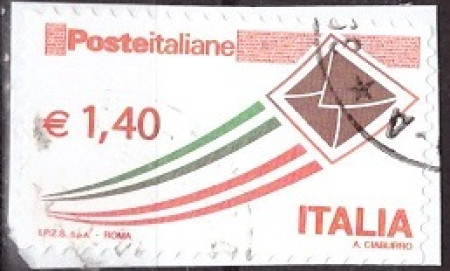 Posteitaliane
€ 1,40
I.P.Z.S. S.p.A. - ROMA
ITALIA
A. CIABURRO